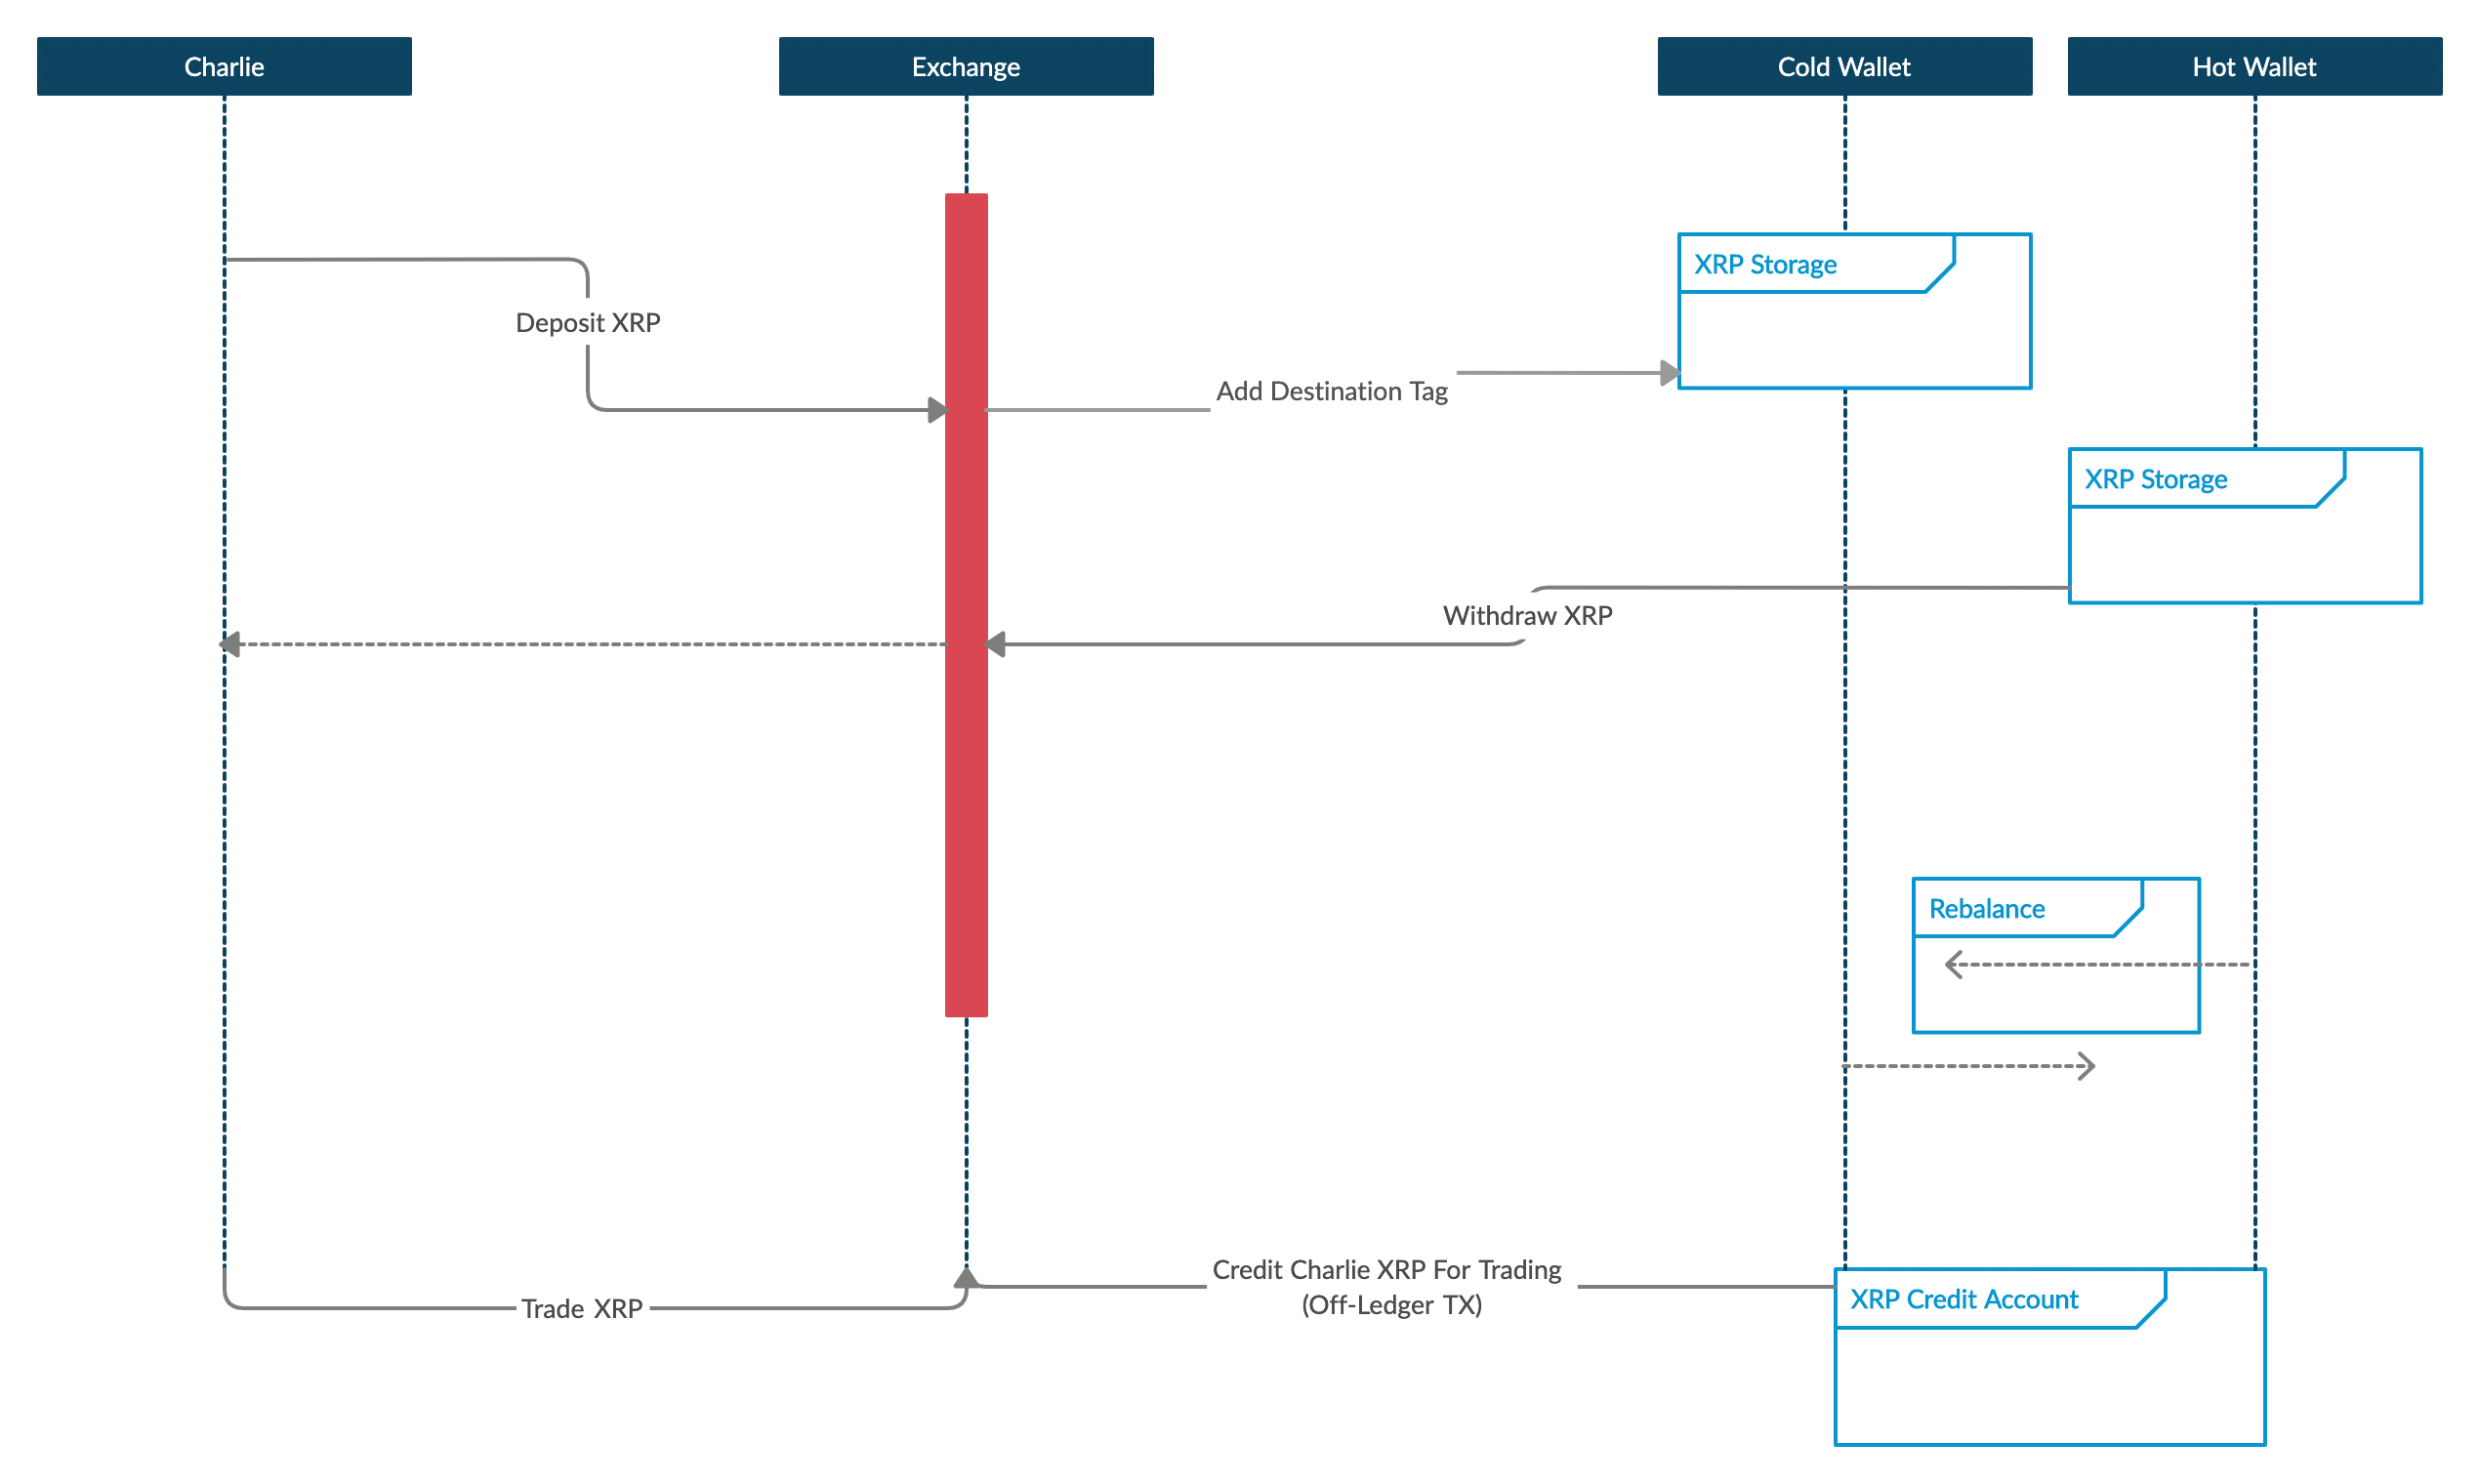 Charlie
Exchange
Cold Wallet
Hot Wallet
XRP Storage
Deposit XRP
Add Destination Tag
XRP Storage
Withdraw XRP
Rebalance
Credit Charlie XRP For Trading
(Off-Ledger TX)
XRP Credit Account
Trade XRP